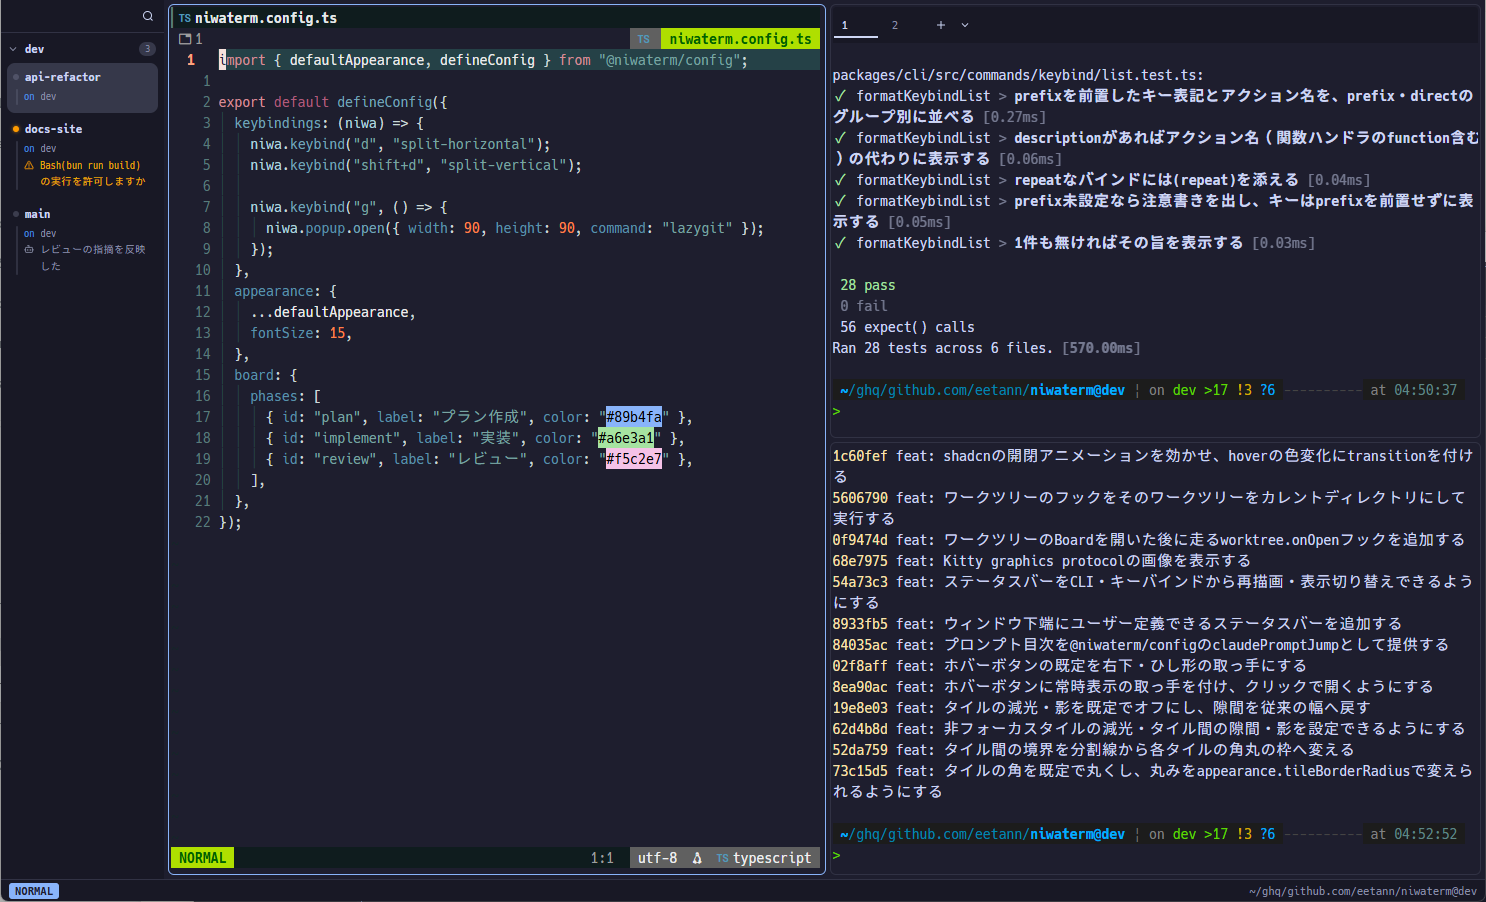 dev 3
api-refactor
on dev
docs-site
on dev
Bash(bun run build)
の実行を許可しますか
main
on dev
レビューの指摘を反映
した
TS niwaterm.config.ts
1 TS niwaterm.config.ts
1 import { defaultAppearance, defineConfig } from "@niwaterm/config";
1
2 export default defineConfig({
3 keybindings: (niwa) => {
4 niwa.keybind("d", "split-horizontal");
5 niwa.keybind("shift+d", "split-vertical");
6
7 niwa.keybind("g", () => {
8 niwa.popup.open({ width: 90, height: 90, command: "lazygit" });
9 });
10 },
11 appearance: {
12 ...defaultAppearance,
13 fontSize: 15,
14 },
15 board: {
16 phases: [
17 { id: "plan", label: "プラン作成", color: "#89b4fa" },
18 { id: "implement", label: "実装", color: "#a6e3a1" },
19 { id: "review", label: "レビュー", color: "#f5c2e7" },
20 ],
21 },
22 });
NORMAL 1:1 utf-8 TS typescript
1 2 +
packages/cli/src/commands/keybind/list.test.ts:
✓ formatKeybindList > prefixを前置したキー表記とアクション名を、prefix・directの
グループ別に並べる [0.27ms]
✓ formatKeybindList > descriptionがあればアクション名(関数ハンドラのfunction含む
)の代わりに表示する [0.06ms]
✓ formatKeybindList > repeatなバインドには(repeat)を添える [0.04ms]
✓ formatKeybindList > prefix未設定なら注意書きを出し、キーはprefixを前置せずに表
示する [0.05ms]
✓ formatKeybindList > 1件も無ければその旨を表示する [0.03ms]
28 pass
0 fail
56 expect() calls
Ran 28 tests across 6 files. [570.00ms]
~/ghq/github.com/eetann/niwaterm@dev ¦ on dev >17 !3 ?6 ---------- at 04:50:37
>
1c60fef feat: shadcnの開閉アニメーションを効かせ、hoverの色変化にtransitionを付け
る
5606790 feat: ワークツリーのフックをそのワークツリーをカレントディレクトリにして
実行する
0f9474d feat: ワークツリーのBoardを開いた後に走るworktree.onOpenフックを追加する
68e7975 feat: Kitty graphics protocolの画像を表示する
54a73c3 feat: ステータスバーをCLI・キーバインドから再描画・表示切り替えできるよう
にする
8933fb5 feat: ウィンドウ下端にユーザー定義できるステータスバーを追加する
84035ac feat: プロンプト目次を@niwaterm/configのclaudePromptJumpとして提供する
02f8aff feat: ホバーボタンの既定を右下・ひし形の取っ手にする
8ea90ac feat: ホバーボタンに常時表示の取っ手を付け、クリックで開くようにする
19e8e03 feat: タイルの減光・影を既定でオフにし、隙間を従来の幅へ戻す
62d4b8d feat: 非フォーカスタイルの減光・タイル間の隙間・影を設定できるようにする
52da759 feat: タイル間の境界を分割線から各タイルの角丸の枠へ変える
73c15d5 feat: タイルの角を既定で丸くし、丸みをappearance.tileBorderRadiusで変えら
れるようにする
~/ghq/github.com/eetann/niwaterm@dev ¦ on dev >17 !3 ?6 ---------- at 04:52:52
>
NORMAL ~/ghq/github.com/eetann/niwaterm@dev